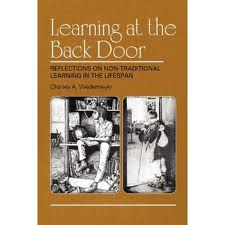 Learning at the
Back Door
REFLECTIONS ON NON-TRADITIONAL
LEARNING IN THE LIFESPAN
Charles A. Wedemeyer